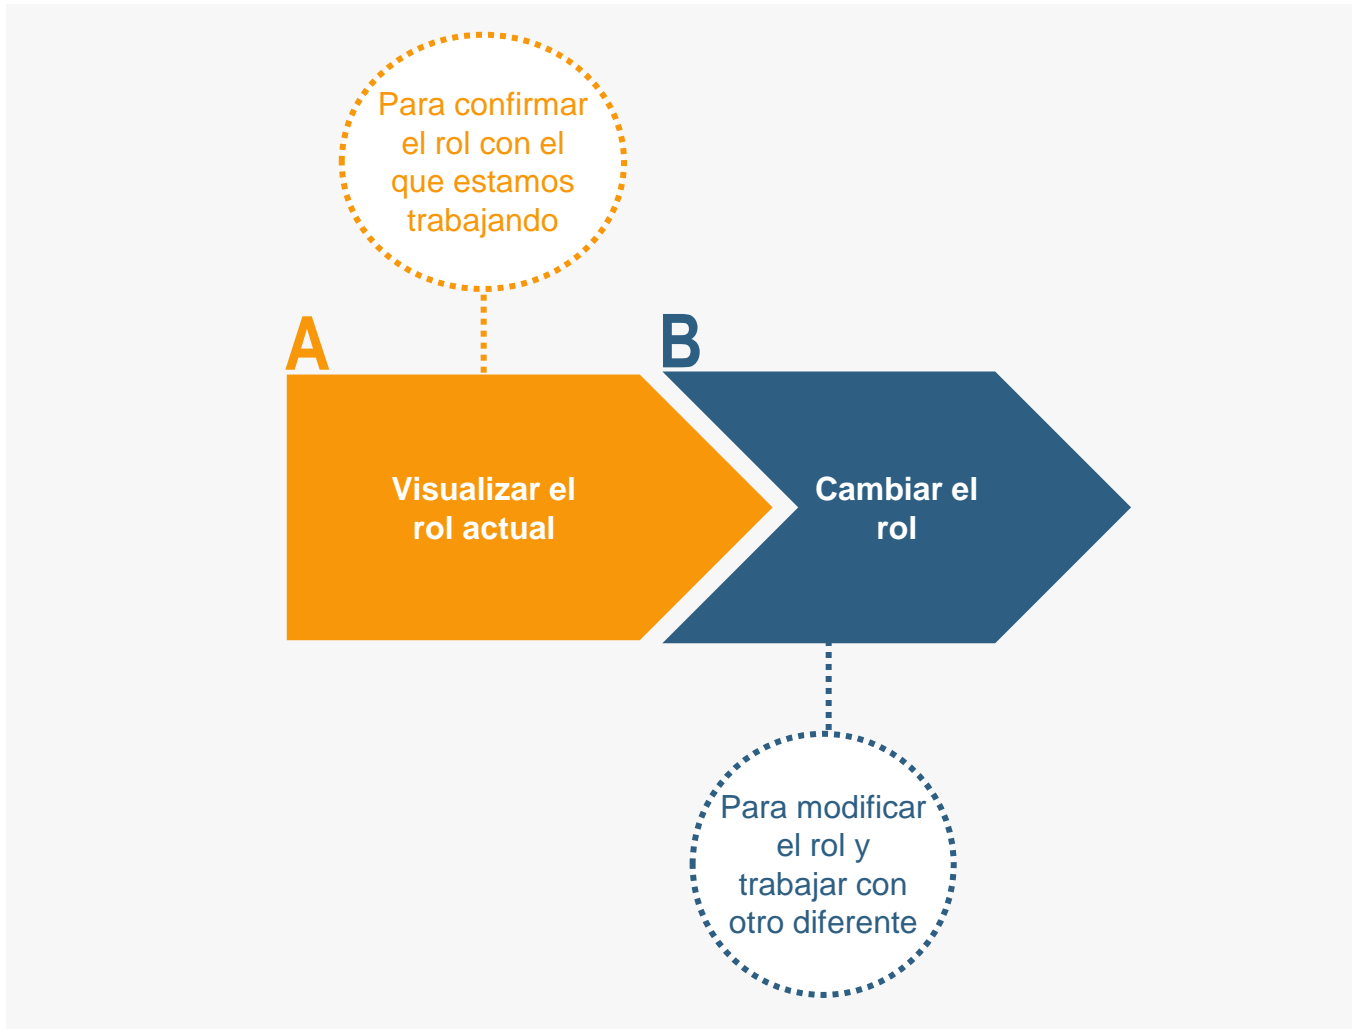 Para confirmar
el rol con el
que estamos
trabajando
A
B
Visualizar el
rol actual
Cambiar el
rol
Para modificar
el rol y
trabajar con
otro diferente